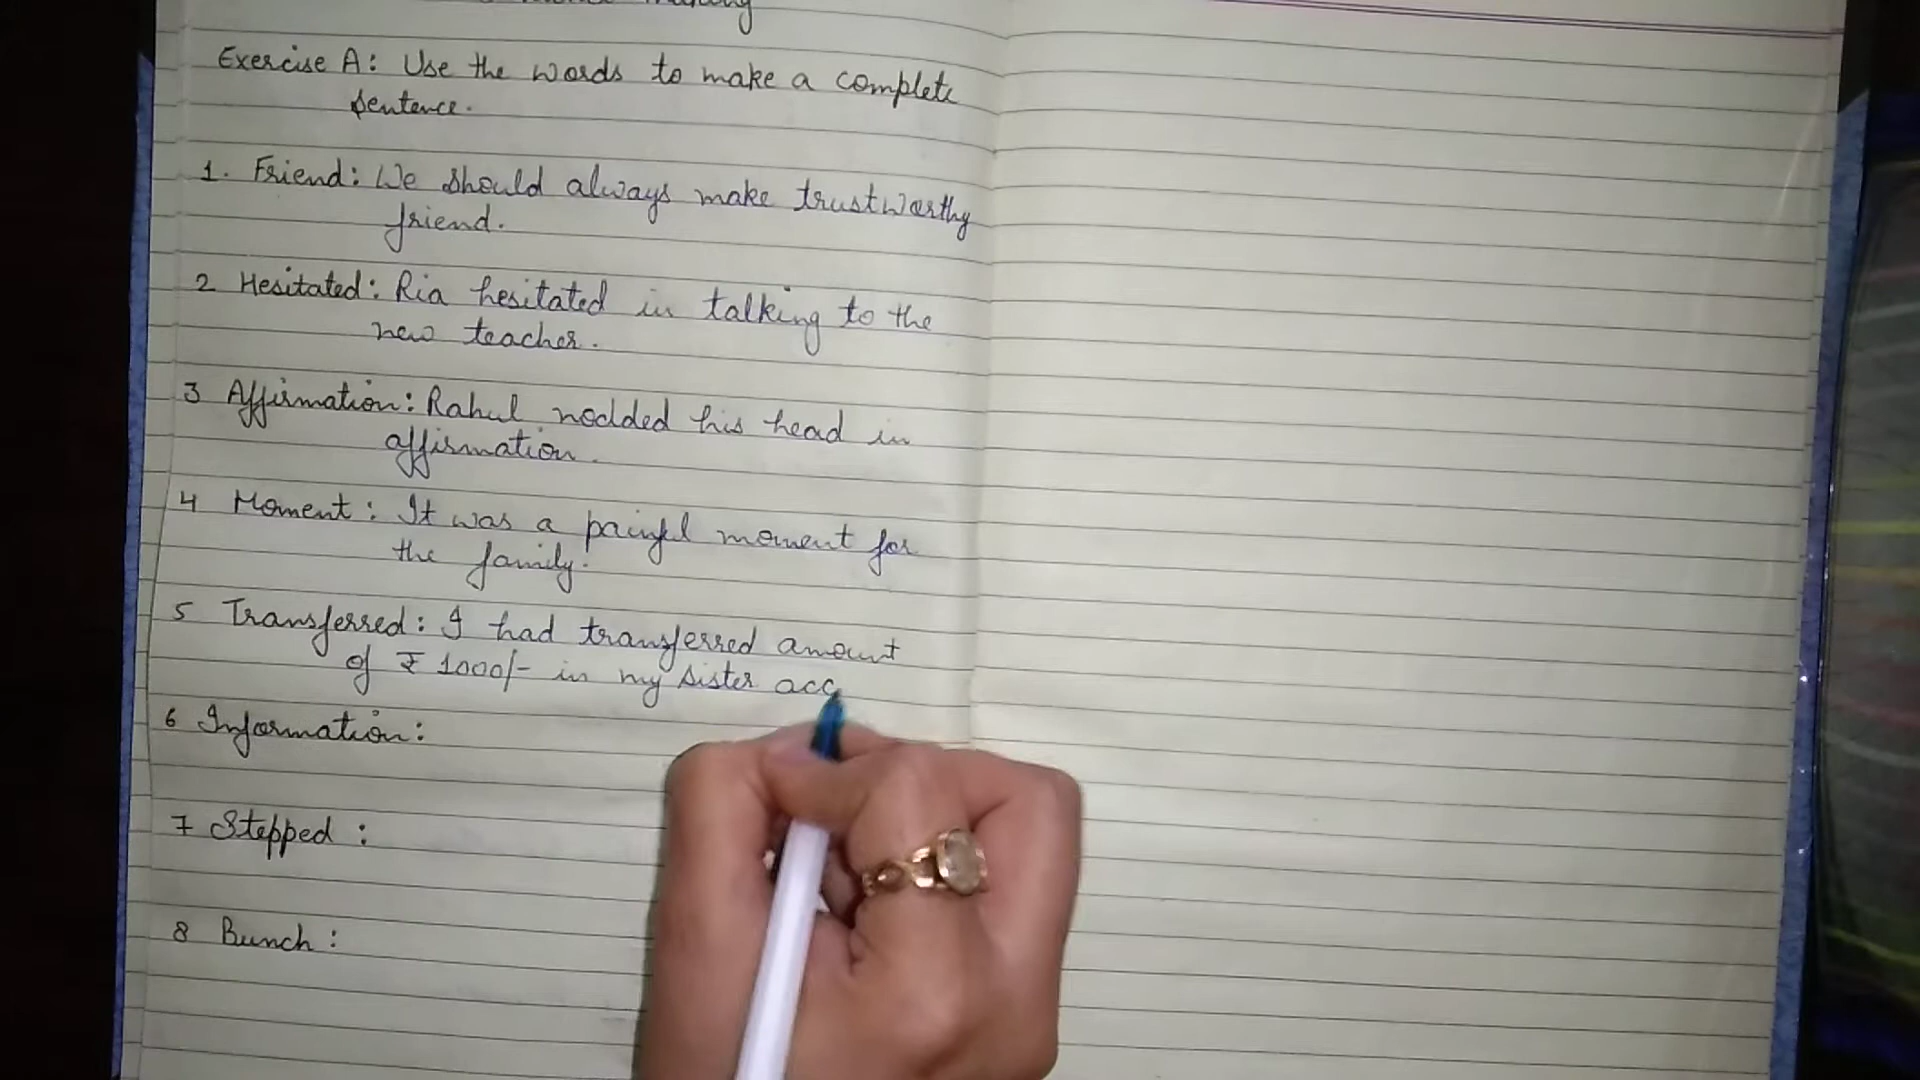 Making
Exercise A: Use the words to make a complete
sentence.
1. Friend: We should always make trustworthy
friend.
2 Hesitated: Ria hesitated in talking to the
new teacher.
3 Affirmation: Rahul nodded his head in
affirmation.
4 Moment: It was a painful moment for
the family.
5 Transferred: I had transferred amount
of ₹ 1000/- in my sister acc
6 Information:
7 Stepped :
8 Bunch :